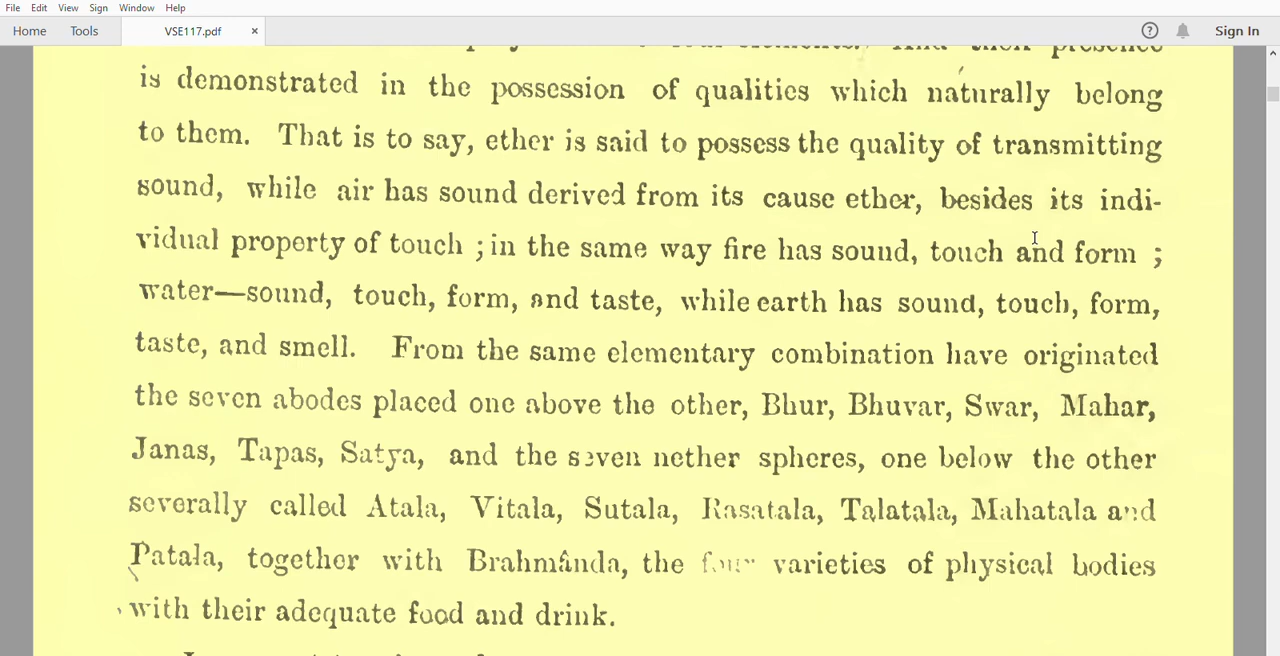 File Edit View Sign Window Help
Home Tools VSE117.pdf × Sign In
elements. And their presence
is demonstrated in the possession of qualities which naturally belong
to them. That is to say, ether is said to possess the quality of transmitting
sound, while air has sound derived from its cause ether, besides its indi-
vidual property of touch ; in the same way fire has sound, touch and form ;
water—sound, touch, form, and taste, while earth has sound, touch, form,
taste, and smell. From the same elementary combination have originated
the seven abodes placed one above the other, Bhur, Bhuvar, Swar, Mahar,
Janas, Tapas, Satya, and the seven nether spheres, one below the other
severally called Atala, Vitala, Sutala, Rasatala, Talatala, Mahatala and
Patala, together with Brahmânda, the four varieties of physical bodies
with their adequate food and drink.